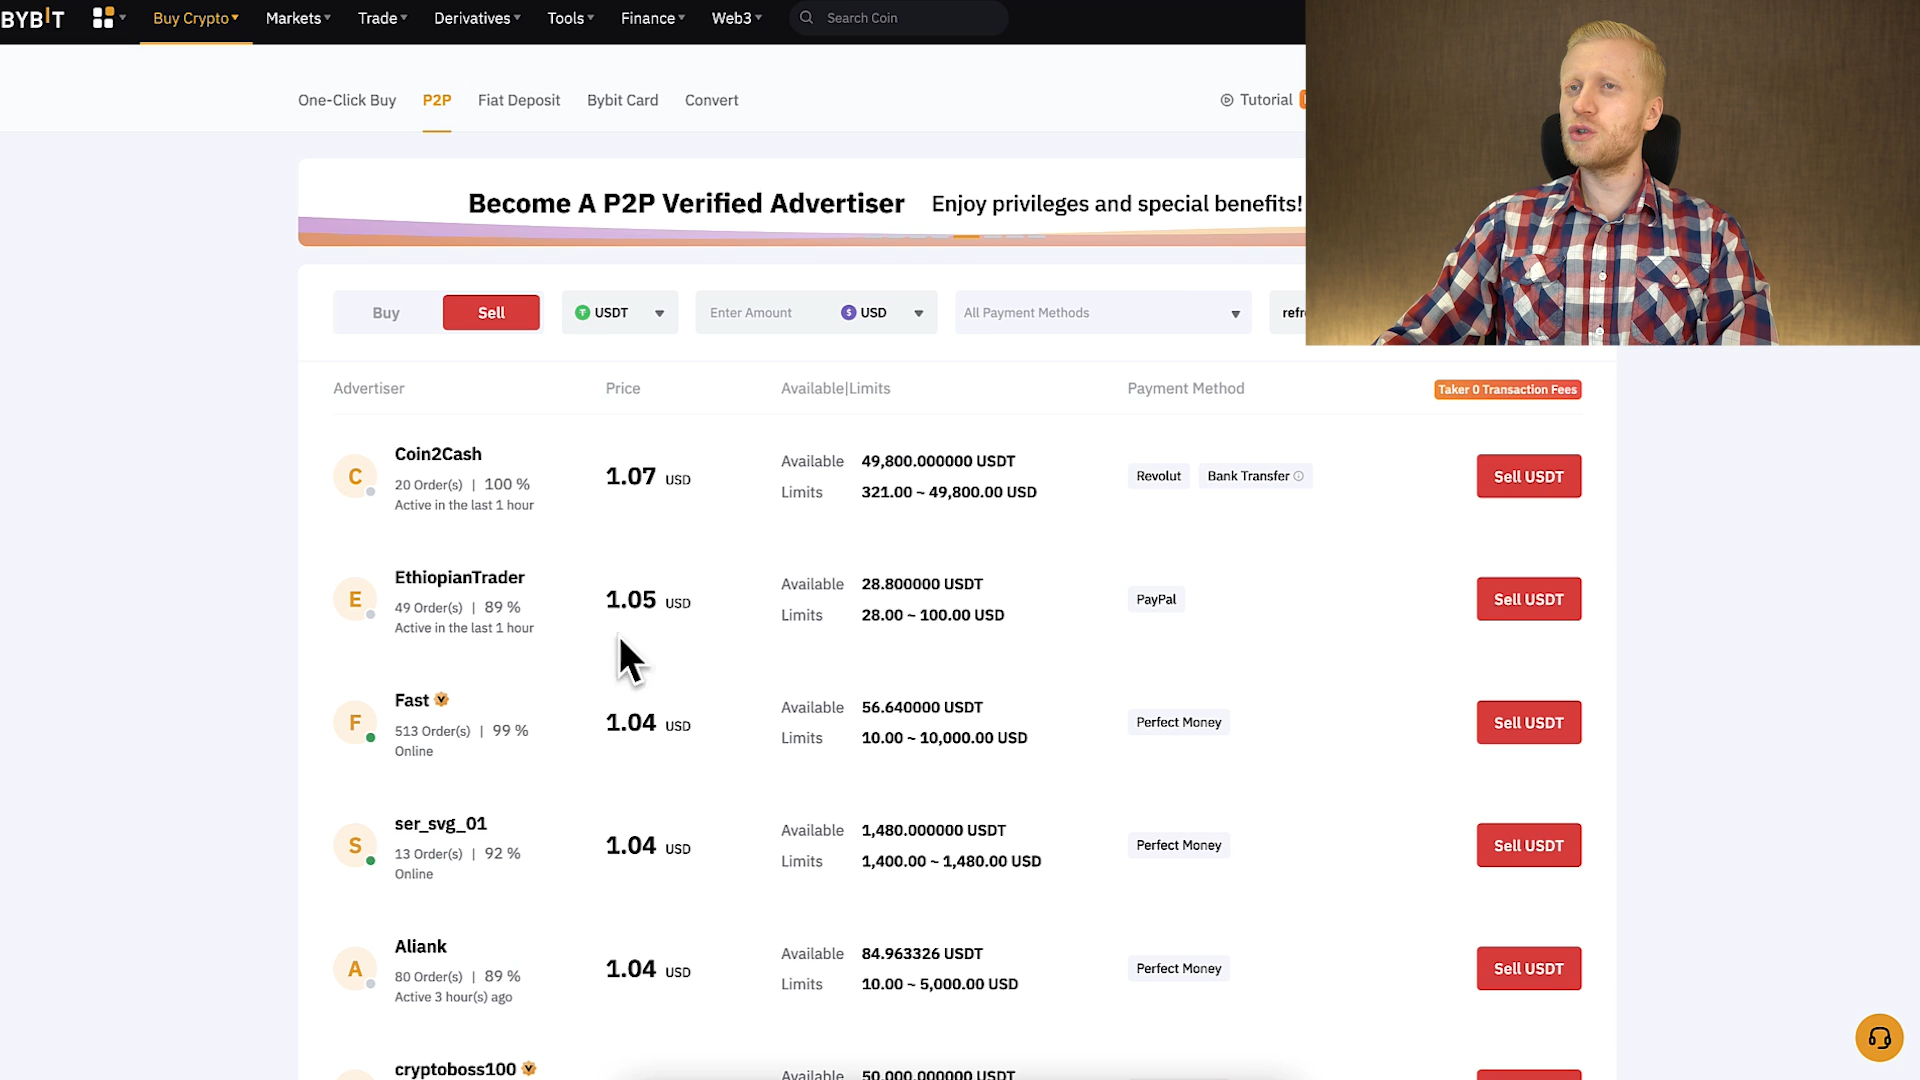 BYBIT Buy Crypto Markets Trade Derivatives Tools Finance Web3 Search Coin
One-Click Buy P2P Fiat Deposit Bybit Card Convert Tutorial
Become A P2P Verified Advertiser Enjoy privileges and special benefits!
Buy Sell USDT Enter Amount USD All Payment Methods refr
Advertiser Price Available|Limits Payment Method Taker 0 Transaction Fees
C Coin2Cash
20 Order(s) | 100 %
Active in the last 1 hour
1.07 USD
Available 49,800.000000 USDT
Limits 321.00 ~ 49,800.00 USD
Revolut Bank Transfer
Sell USDT
E EthiopianTrader
49 Order(s) | 89 %
Active in the last 1 hour
1.05 USD
Available 28.800000 USDT
Limits 28.00 ~ 100.00 USD
PayPal
Sell USDT
F Fast
513 Order(s) | 99 %
Online
1.04 USD
Available 56.640000 USDT
Limits 10.00 ~ 10,000.00 USD
Perfect Money
Sell USDT
S ser_svg_01
13 Order(s) | 92 %
Online
1.04 USD
Available 1,480.000000 USDT
Limits 1,400.00 ~ 1,480.00 USD
Perfect Money
Sell USDT
A Aliank
80 Order(s) | 89 %
Active 3 hour(s) ago
1.04 USD
Available 84.963326 USDT
Limits 10.00 ~ 5,000.00 USD
Perfect Money
Sell USDT
cryptoboss100
Available 50,000.000000 USDT